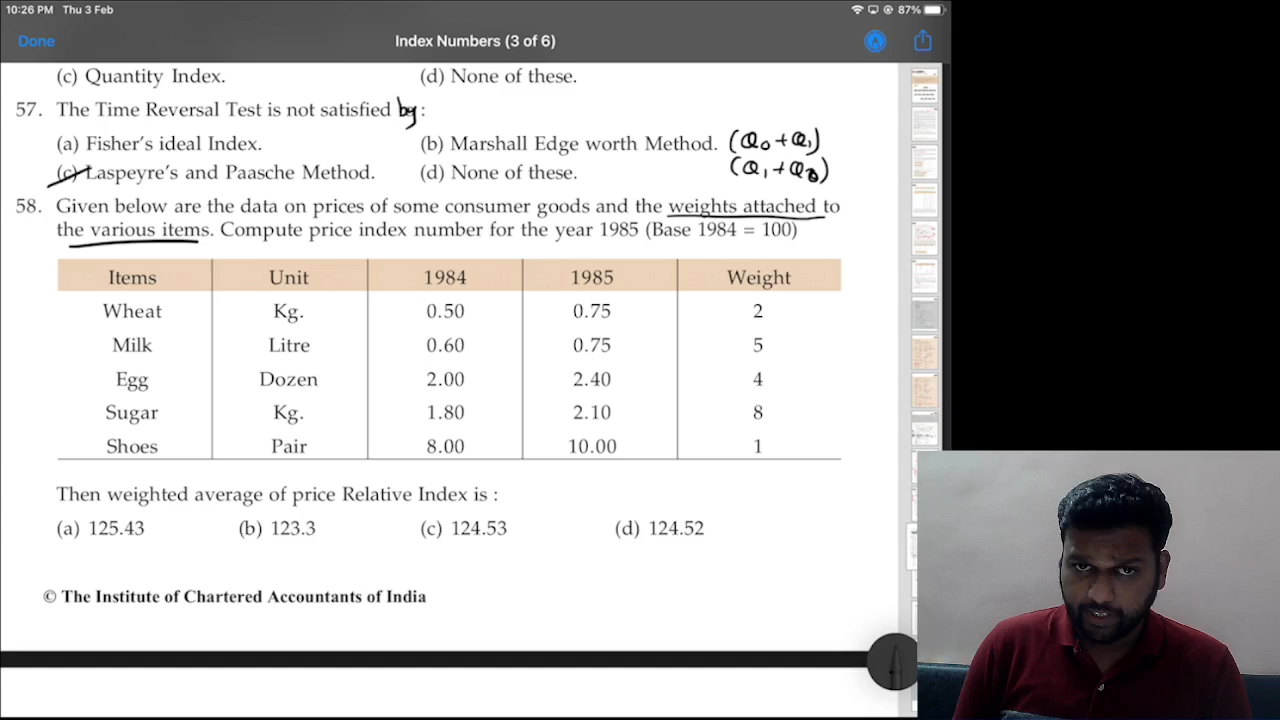 10:26 PM Thu 3 Feb 87%
Done Index Numbers (3 of 6)
(c) Quantity Index. (d) None of these.
57. The Time Reversal Test is not satisfied by :
(a) Fisher's ideal Index. (b) Marshall Edge worth Method. (Q0+Q1)
(c) Laspyre's and Paasche Method. (d) None of these. (Q1+Q0)
58. Given below are the data on prices of some consumer goods and the weights attached to
the various items. Compute price index number for the year 1985 (Base 1984 = 100)
Items Unit 1984 1985 Weight
Wheat Kg. 0.50 0.75 2
Milk Litre 0.60 0.75 5
Egg Dozen 2.00 2.40 4
Sugar Kg. 1.80 2.10 8
Shoes Pair 8.00 10.00 1
Then weighted average of price Relative Index is :
(a) 125.43 (b) 123.3 (c) 124.53 (d) 124.52
© The Institute of Chartered Accountants of India